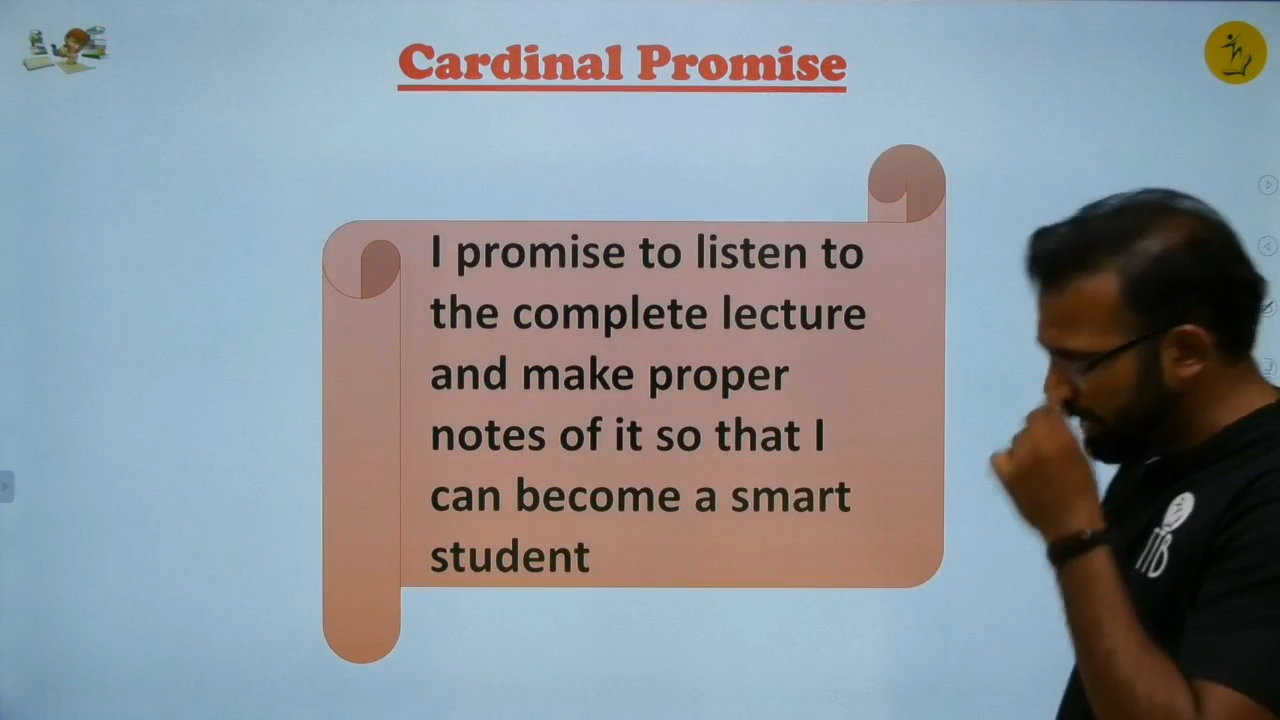 Cardinal Promise
I promise to listen to
the complete lecture
and make proper
notes of it so that I
can become a smart
student
IITB